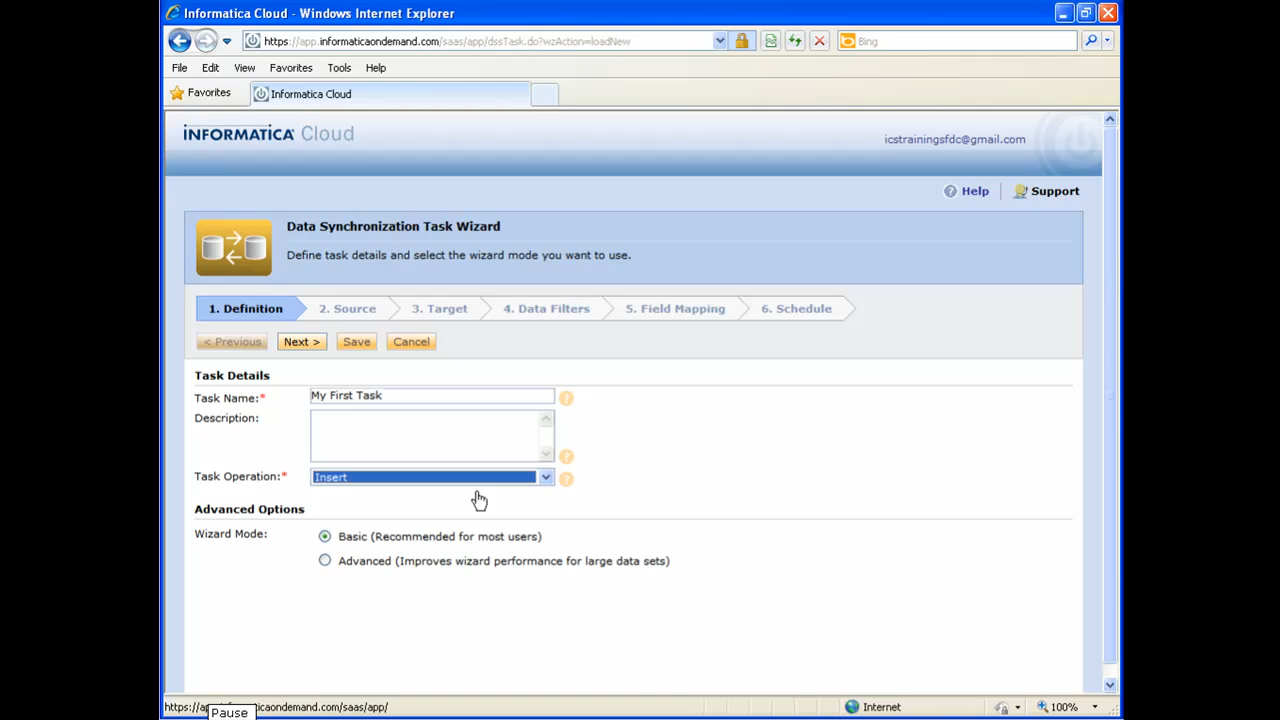 Informatica Cloud - Windows Internet Explorer
https://app.informaticaondemand.com/saas/app/dssTask.do?wzAction=loadNew
Bing
File Edit View Favorites Tools Help
Favorites Informatica Cloud
INFORMATICA Cloud
icstrainingsfdc@gmail.com
? Help Support
Data Synchronization Task Wizard
Define task details and select the wizard mode you want to use.
1. Definition 2. Source 3. Target 4. Data Filters 5. Field Mapping 6. Schedule
< Previous Next > Save Cancel
Task Details
Task Name:* My First Task ?
Description: ?
Task Operation:* Insert ?
Advanced Options
Wizard Mode: Basic (Recommended for most users)
Advanced (Improves wizard performance for large data sets)
https://app.informaticaondemand.com/saas/app/ Internet 100%
Pause